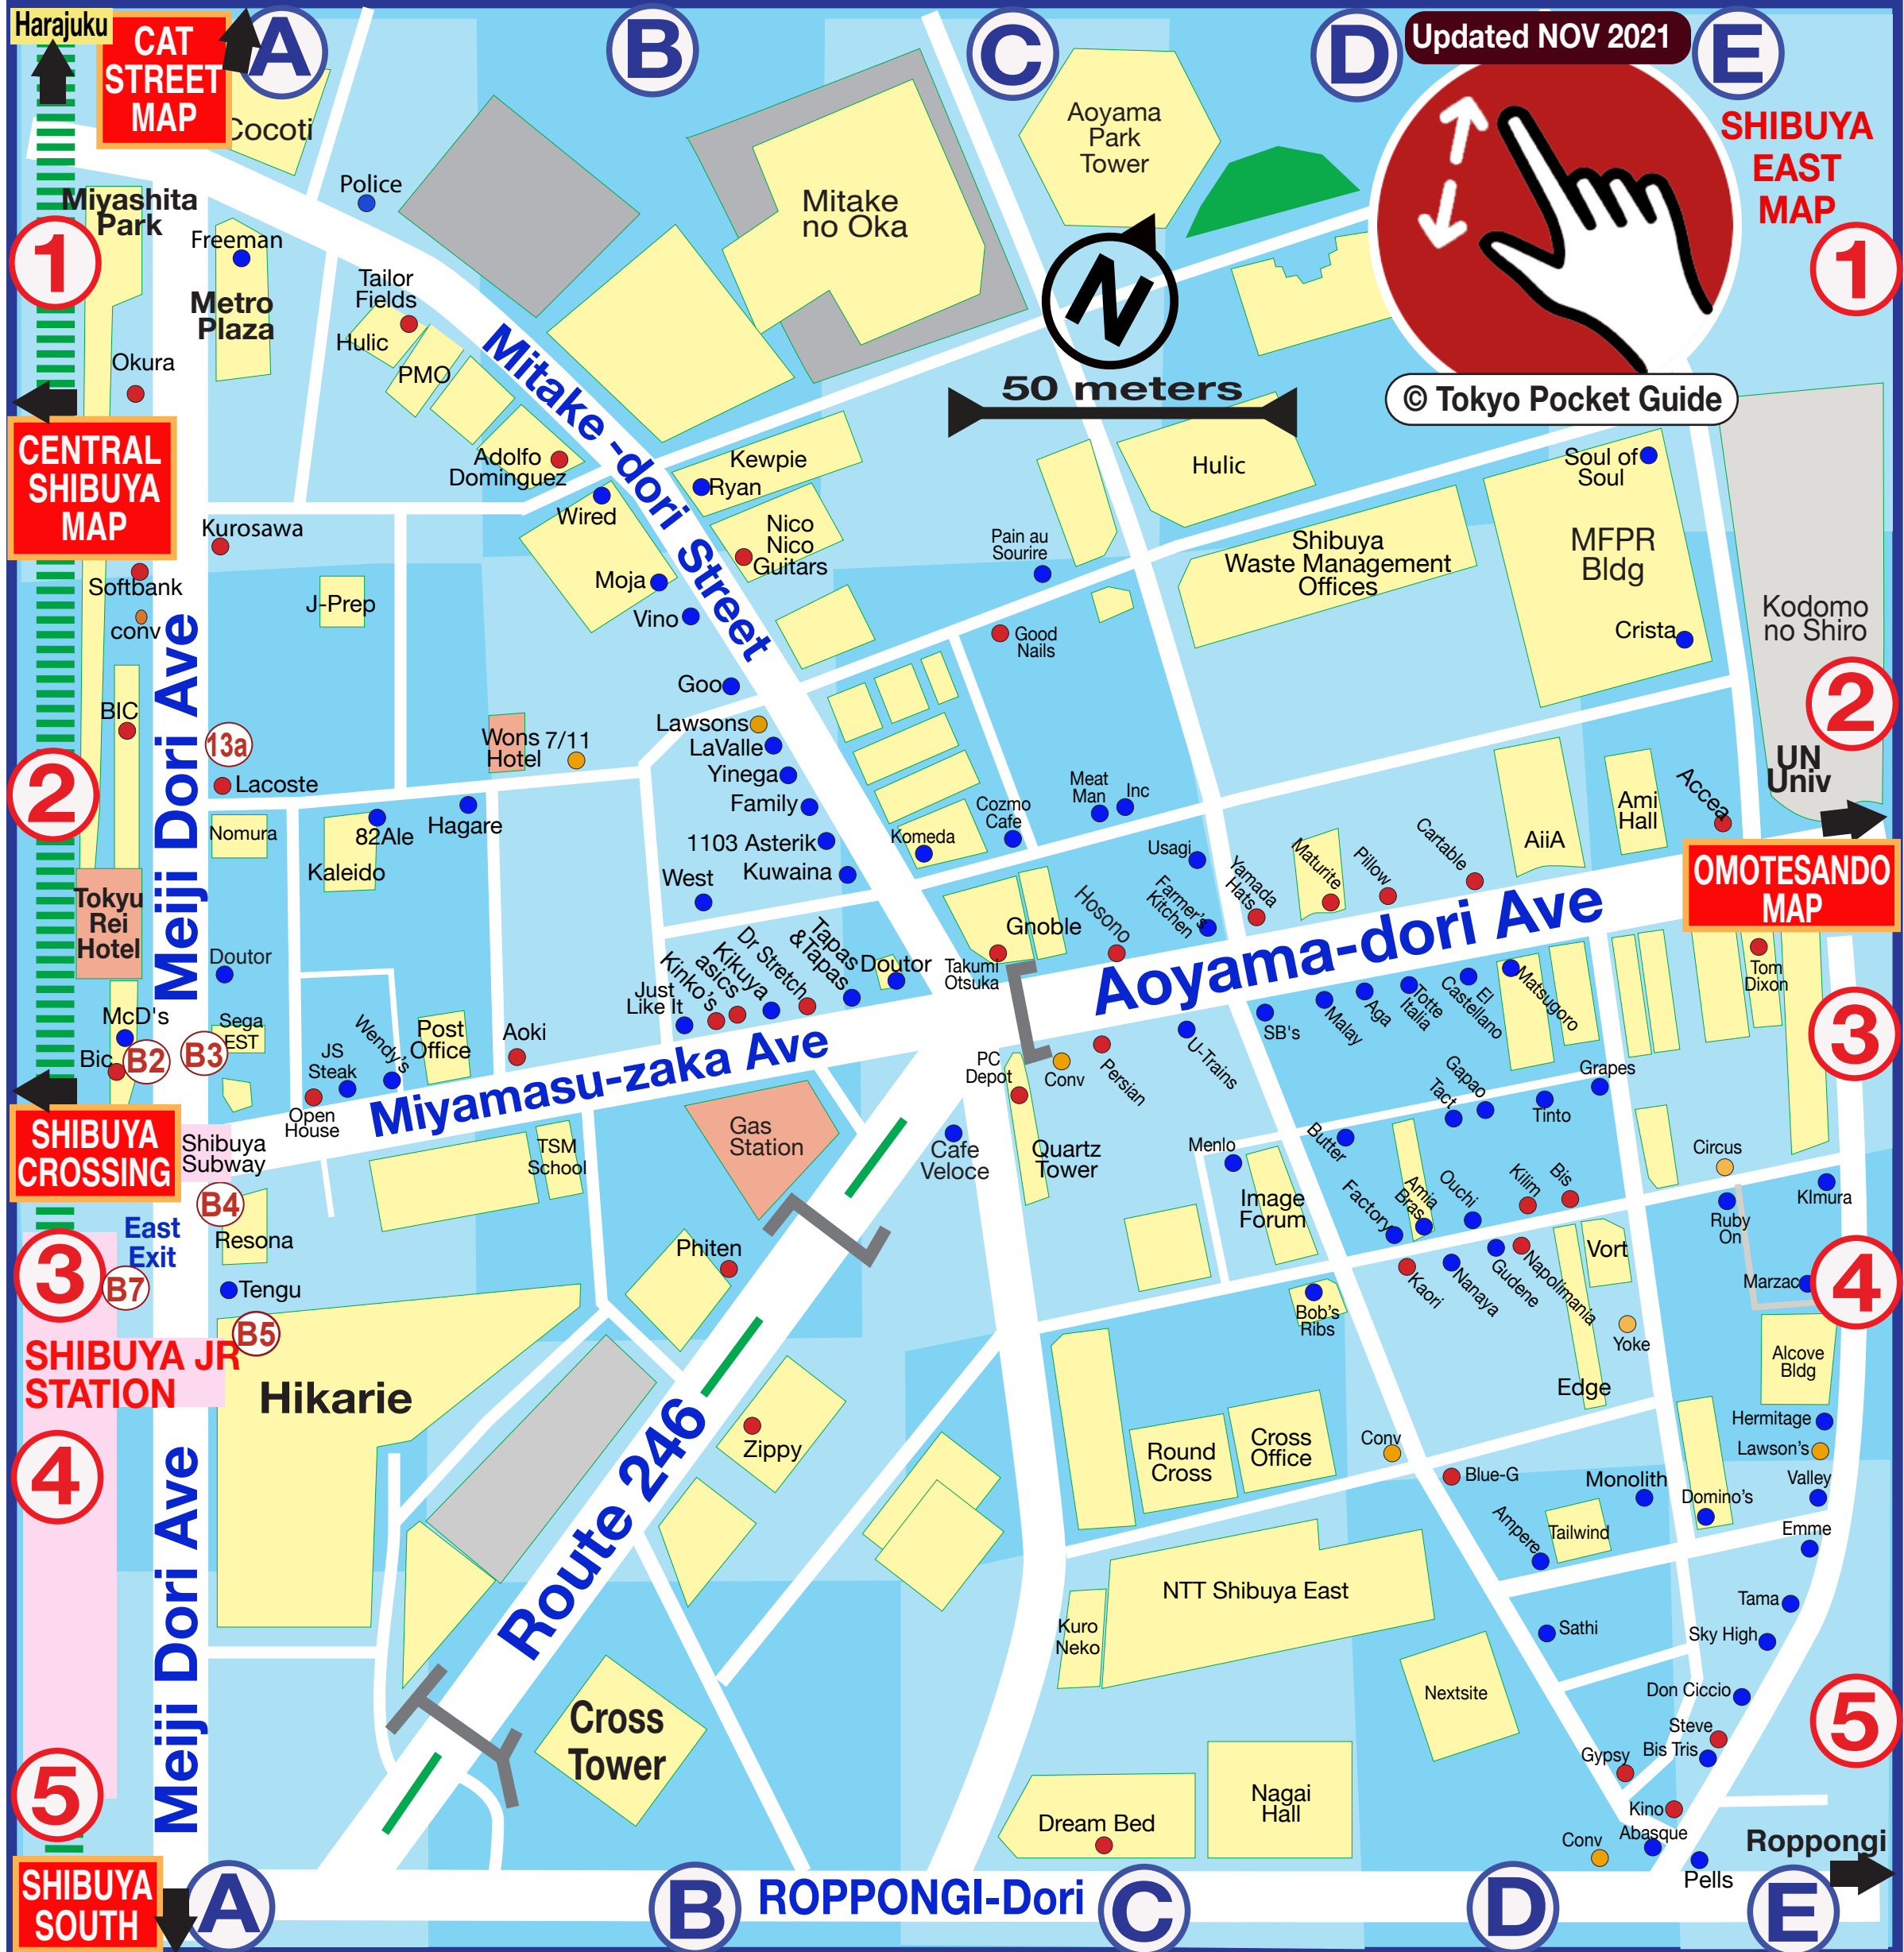 Harajuku
CAT
STREET
MAP
A
B
C
D
E
Updated NOV 2021
SHIBUYA
EAST
MAP
Cocoti
Police
Aoyama
Park
Tower
Mitake
no Oka
Miyashita
Park
1
Freeman
Metro
Plaza
Tailor
Fields
Hulic
PMO
N
50 meters
1
© Tokyo Pocket Guide
Okura
CENTRAL
SHIBUYA
MAP
Adolfo
Dominguez
Mitake -dori Street
Kewpie
Ryan
Wired
Nico
Nico
Guitars
Moja
Vino
Hulic
Soul of
Soul
MFPR
Bldg
Crista
Shibuya
Waste Management
Offices
Pain au
Sourire
Good
Nails
Kodomo
no Shiro
Kurosawa
Softbank
conv
J-Prep
Meiji Dori Ave
BIC
13a
2
Lacoste
Wons
Hotel
7/11
Goo
Lawsons
LaValle
Yinega
Family
1103 Asterik
Kuwaina
West
Komeda
Cozmo
Cafe
Meat
Man
Inc
Usagi
Farmer's
Kitchen
Yamada
Hats
Maturite
Pillow
Cartable
AiiA
Ami
Hall
Accea
UN
Univ
2
OMOTESANDO
MAP
Nomura
82Ale
Hagare
Kaleido
Tokyu
Rei
Hotel
Doutor
Just
Like It
Kinko's
asics
Kikuya
Dr Stretch
Tapas
&Tapas
Doutor
Takumi
Otsuka
Gnoble
Hosono
Aoyama-dori Ave
Tom
Dixon
3
McD's
Bic
B2
B3
Sega
EST
JS
Steak
Open
House
Wendy's
Post
Office
Aoki
Miyamasu-zaka Ave
PC
Depot
Conv
Persian
U-Trains
SB's
Malay
Aga
Totte
Italia
El
Castellano
Matsugoro
Gapao
Tact
Tinto
Grapes
SHIBUYA
CROSSING
Shibuya
Subway
B4
Resona
East
Exit
3
B7
Tengu
B5
SHIBUYA JR
STATION
Hikarie
TSM
School
Gas
Station
Phiten
Cafe
Veloce
Quartz
Tower
Menlo
Image
Forum
Butter
Factory
Amia
Bras
Ouchi
Kilim
Bis
Circus
Ruby
On
KImura
Kaori
Nanaya
Gudene
Napolimania
Vort
Yoke
Edge
Marzac
4
Bob's
Ribs
Alcove
Bldg
4
Meiji Dori Ave
Route 246
Zippy
Round
Cross
Cross
Office
Conv
Blue-G
Hermitage
Lawson's
Valley
Monolith
Domino's
Emme
Ampere
Tailwind
NTT Shibuya East
Kuro
Neko
Tama
Sathi
Sky High
Nextsite
Don Ciccio
Steve
Bis Tris
Gypsy
5
Cross
Tower
Dream Bed
Nagai
Hall
Kino
Conv
Abasque
Pells
Roppongi
5
SHIBUYA
SOUTH
A
B
ROPPONGI-Dori
C
D
E